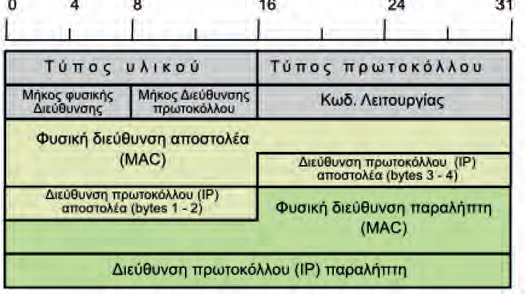 0 4 8 16 24 31
Τύπος υλικού Τύπος πρωτοκόλλου
Μήκος φυσικής Διεύθυνσης Μήκος Διεύθυνσης πρωτοκόλλου Κωδ. Λειτουργίας
Φυσική διεύθυνση αποστολέα
(MAC)
Διεύθυνση πρωτοκόλλου (IP)
αποστολέα (bytes 3 - 4)
Διεύθυνση πρωτοκόλλου (IP)
αποστολέα (bytes 1 - 2)
Φυσική διεύθυνση παραλήπτη
(MAC)
Διεύθυνση πρωτοκόλλου (IP) παραλήπτη